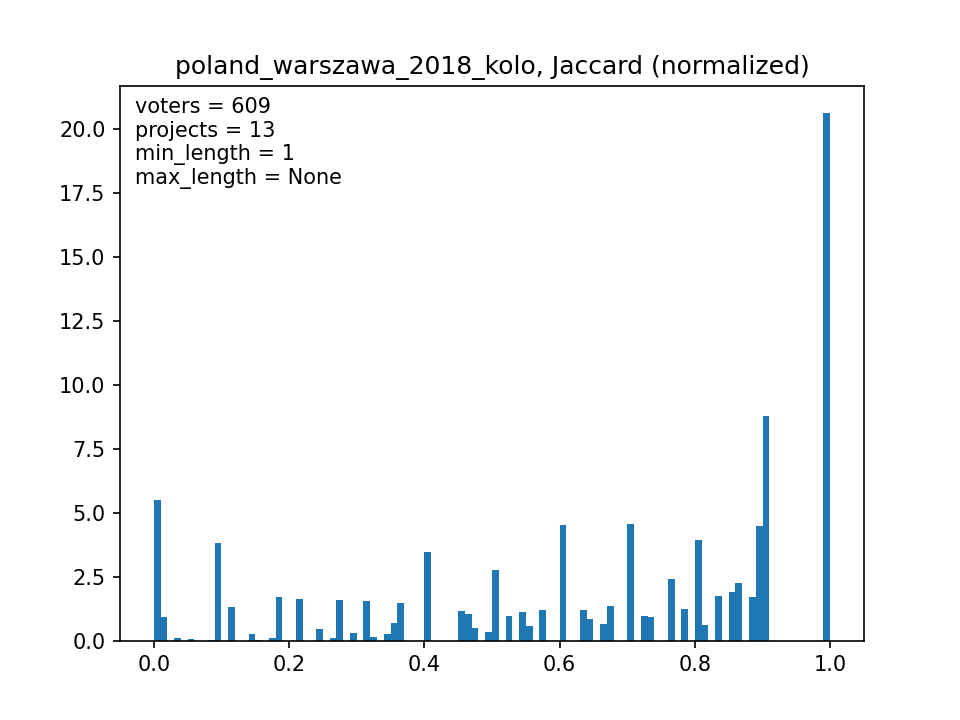 poland_warszawa_2018_kolo, Jaccard (normalized)
voters = 609
projects = 13
min_length = 1
max_length = None
20.0
17.5
15.0
12.5
10.0
7.5
5.0
2.5
0.0
0.0 0.2 0.4 0.6 0.8 1.0